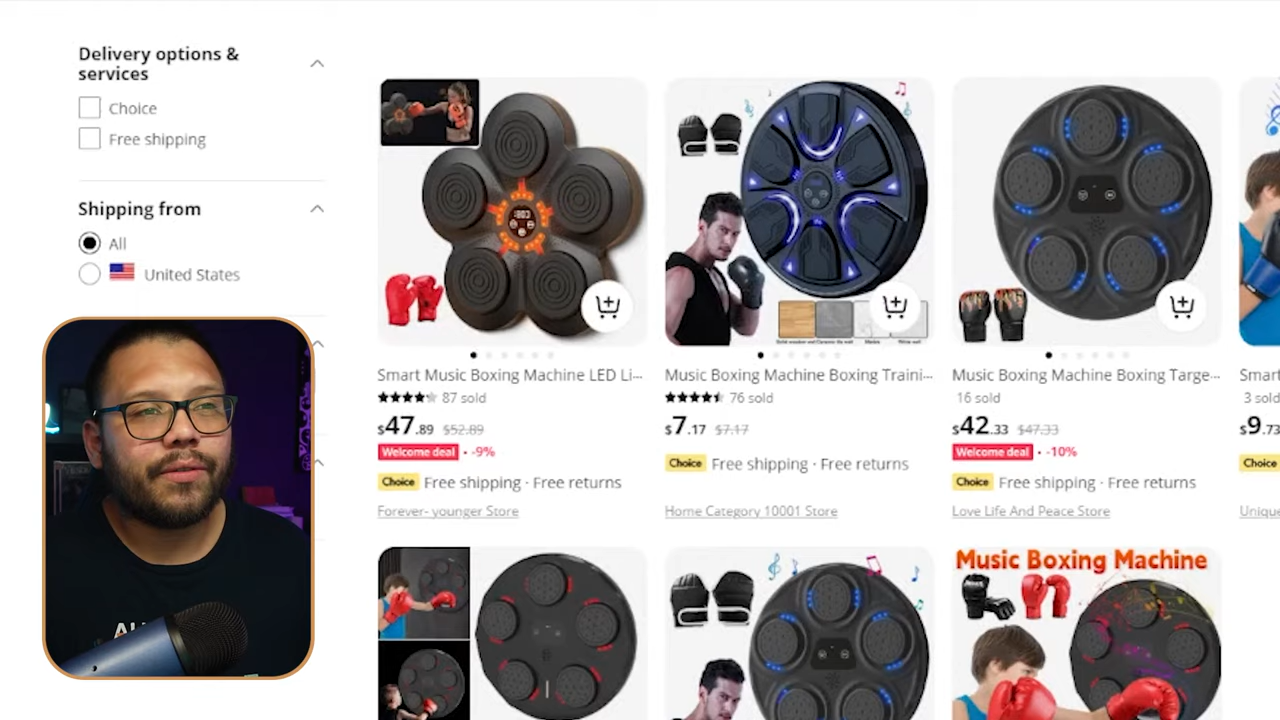 Delivery options &
services
Choice
Free shipping
Shipping from
All
United States
Smart Music Boxing Machine LED Li...
87 sold
$47.89 $52.89
Welcome deal · -9%
Choice Free shipping · Free returns
Forever- younger Store
Music Boxing Machine Boxing Traini...
76 sold
$7.17 $7.17
Choice Free shipping · Free returns
Home Category 10001 Store
Music Boxing Machine Boxing Targe...
16 sold
$42.33 $47.33
Welcome deal · -10%
Choice Free shipping · Free returns
Love Life And Peace Store
Smart
3 sold
$9.73
Choice
Unique
Music Boxing Machine